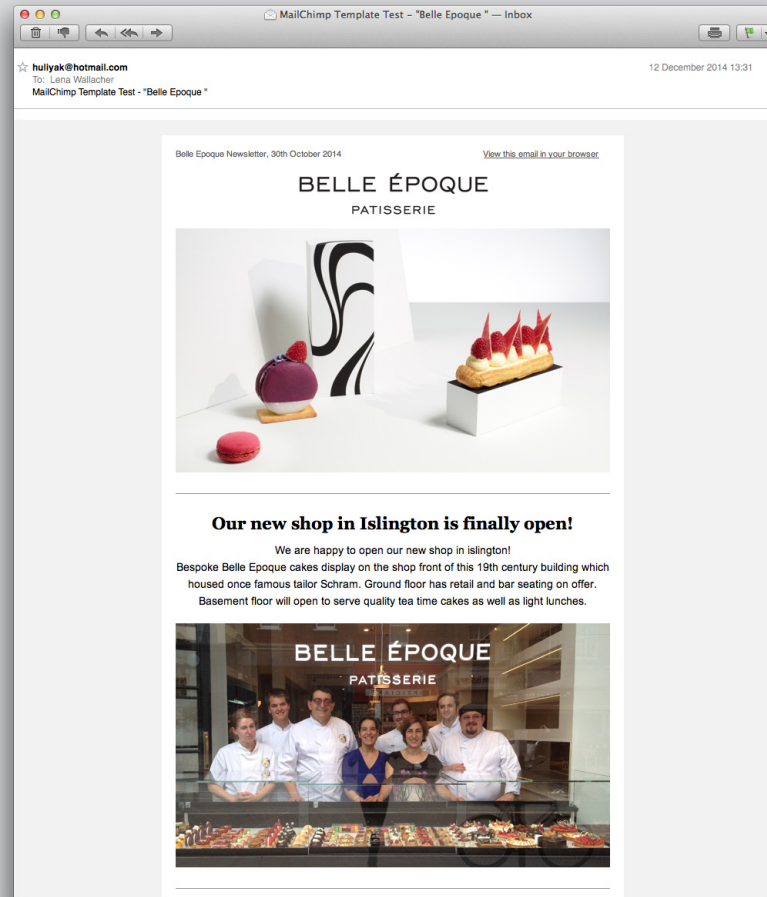 MailChimp Template Test – "Belle Epoque " — Inbox
huliyak@hotmail.com
12 December 2014 13:31
To: Lena Wallacher
MailChimp Template Test - "Belle Epoque "
Belle Epoque Newsletter, 30th October 2014
View this email in your browser
BELLE ÉPOQUE
PATISSERIE
Our new shop in Islington is finally open!
We are happy to open our new shop in islington!
Bespoke Belle Epoque cakes display on the shop front of this 19th century building which
housed once famous tailor Schram. Ground floor has retail and bar seating on offer.
Basement floor will open to serve quality tea time cakes as well as light lunches.
BELLE ÉPOQUE
PATISSERIE